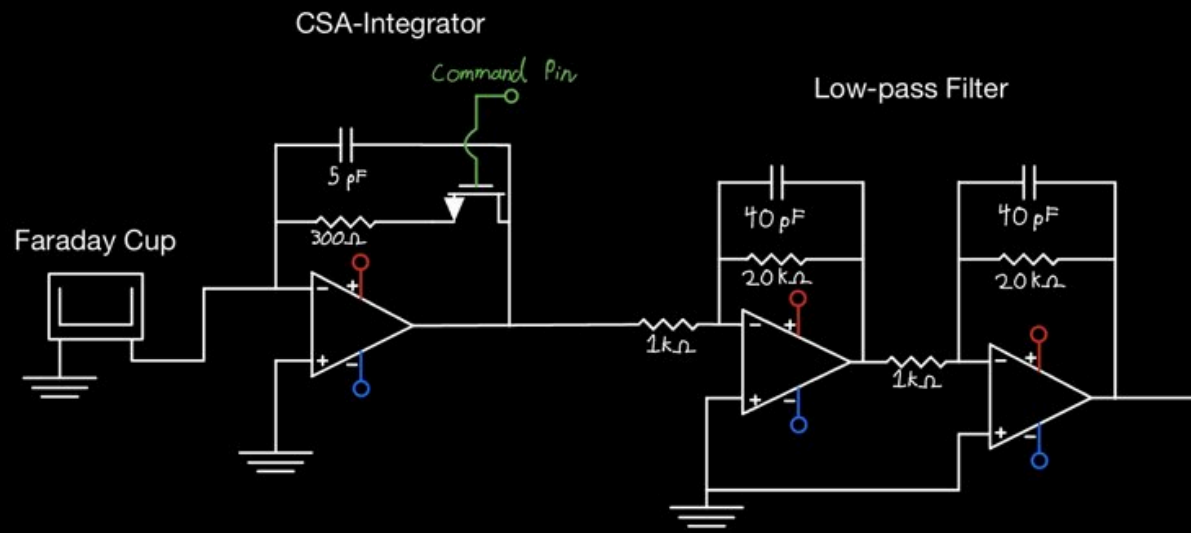 CSA-Integrator
Command Pin
Low-pass Filter
5 pF
40 pF
40 pF
Faraday Cup
300Ω
20kΩ
20kΩ
-
+
+
-
1kΩ
-
+
+
-
1kΩ
-
+
+
-